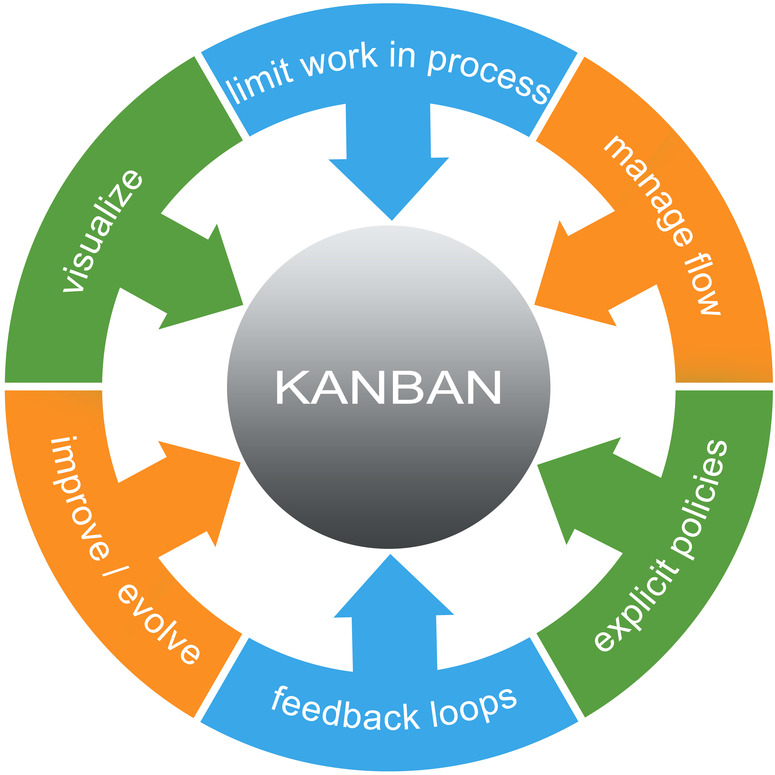 limit work in process
manage flow
explicit policies
feedback loops
improve / evolve
visualize
KANBAN